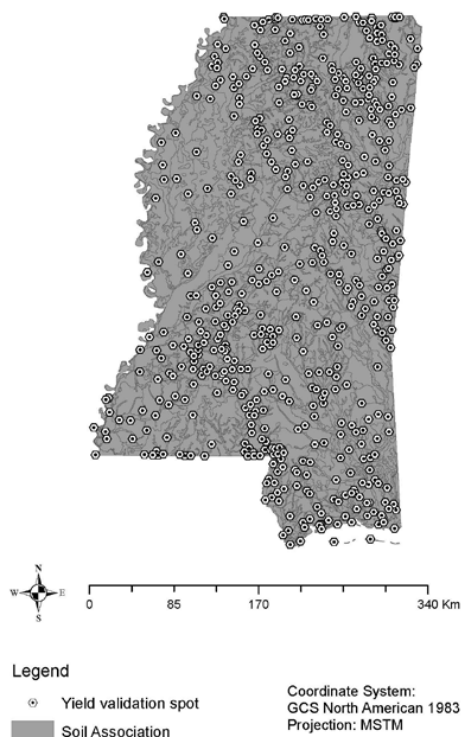 N
W E
S
0 85 170 340 Km
Legend
Yield validation spot
Soil Association
Coordinate System:
GCS North American 1983
Projection: MSTM